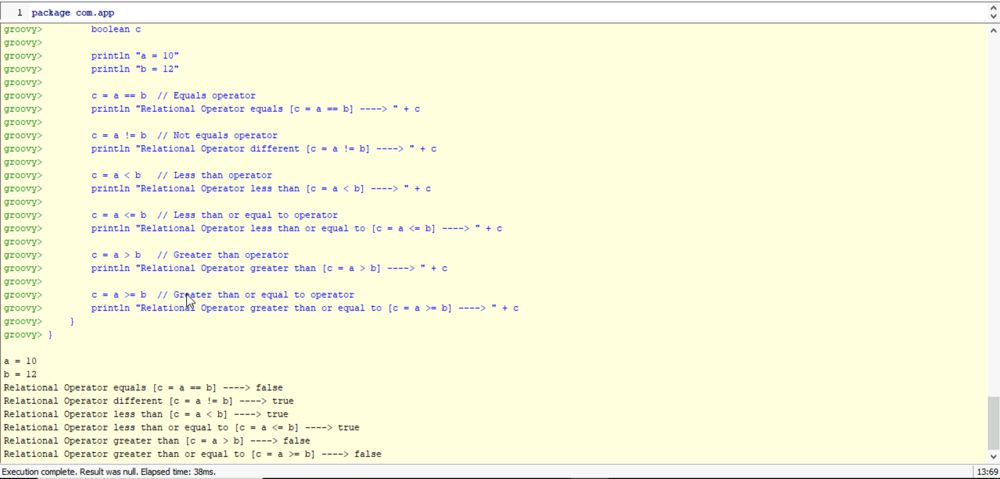 1 package com.app
groovy>         boolean c
groovy>
groovy>         println "a = 10"
groovy>         println "b = 12"
groovy>
groovy>         c = a == b  // Equals operator
groovy>         println "Relational Operator equals [c = a == b] ----> " + c
groovy>
groovy>         c = a != b  // Not equals operator
groovy>         println "Relational Operator different [c = a != b] ----> " + c
groovy>
groovy>         c = a < b   // Less than operator
groovy>         println "Relational Operator less than [c = a < b] ----> " + c
groovy>
groovy>         c = a <= b  // Less than or equal to operator
groovy>         println "Relational Operator less than or equal to [c = a <= b] ----> " + c
groovy>
groovy>         c = a > b   // Greater than operator
groovy>         println "Relational Operator greater than [c = a > b] ----> " + c
groovy>
groovy>         c = a >= b  // Greater than or equal to operator
groovy>         println "Relational Operator greater than or equal to [c = a >= b] ----> " + c
groovy>     }
groovy> }
a = 10
b = 12
Relational Operator equals [c = a == b] ----> false
Relational Operator different [c = a != b] ----> true
Relational Operator less than [c = a < b] ----> true
Relational Operator less than or equal to [c = a <= b] ----> true
Relational Operator greater than [c = a > b] ----> false
Relational Operator greater than or equal to [c = a >= b] ----> false
Execution complete. Result was null. Elapsed time: 38ms. 13:69